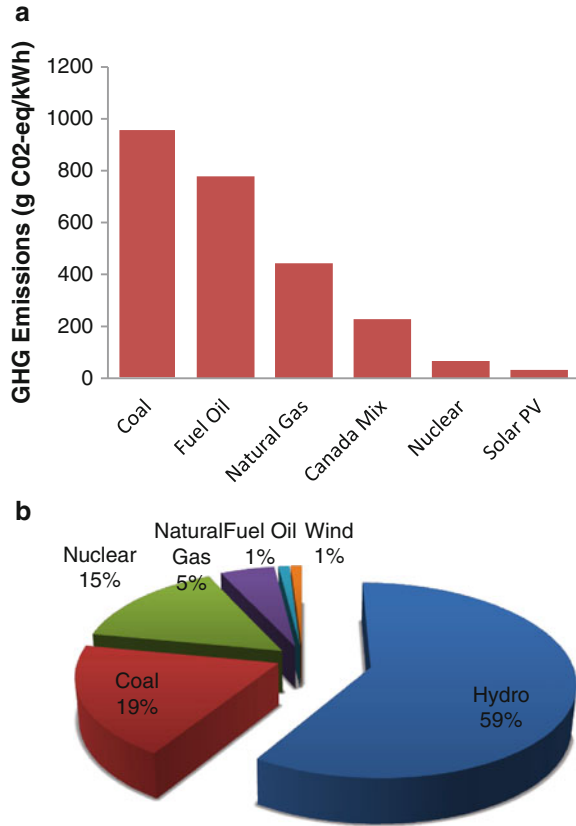 a
GHG Emissions (g C02-eq/kWh)
1200
1000
800
600
400
200
0
Coal
Fuel Oil
Natural Gas
Canada Mix
Nuclear
Solar PV
b
Nuclear
15%
Natural
Gas
5%
Fuel Oil
1%
Wind
1%
Coal
19%
Hydro
59%